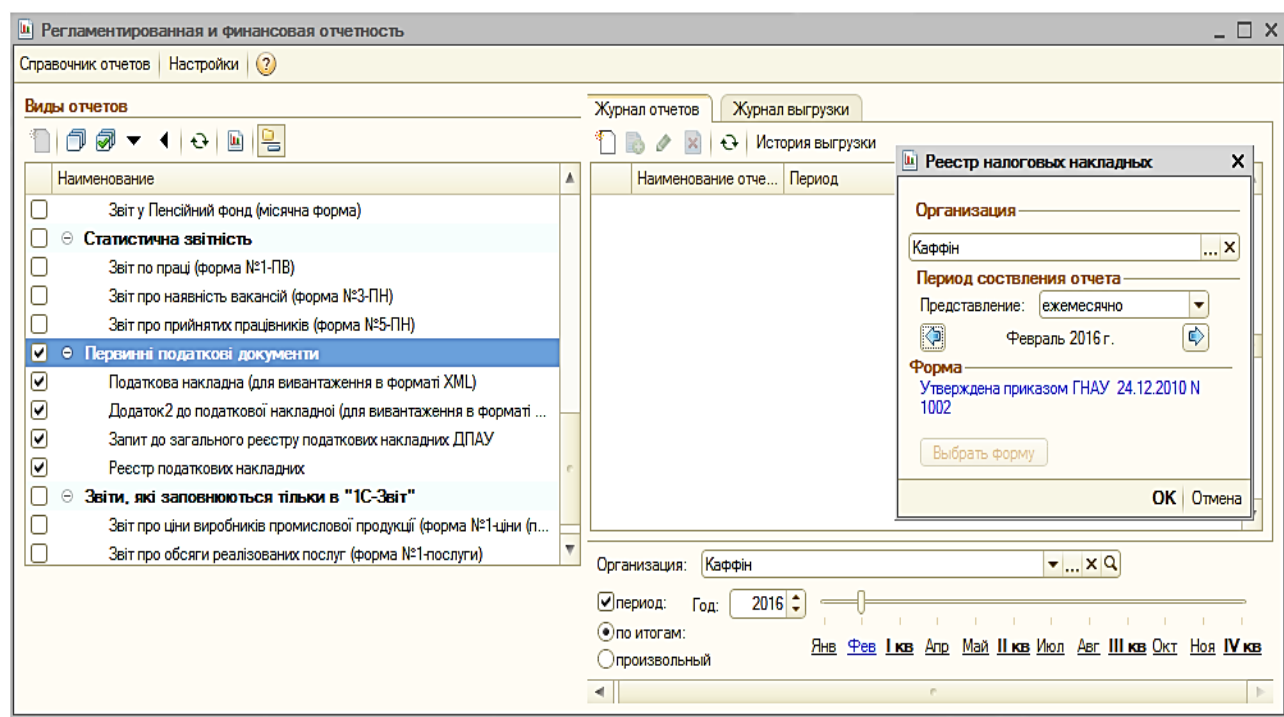 Регламентированная и финансовая отчетность
Справочник отчетов Настройки ?
Виды отчетов
Наименование
Звіт у Пенсійний фонд (місячна форма)
Статистична звітність
Звіт по праці (форма №1-ПВ)
Звіт про наявність вакансій (форма №3-ПН)
Звіт про прийнятих працівників (форма №5-ПН)
Первинні податкові документи
Податкова накладна (для вивантаження в форматі XML)
Додаток2 до податкової накладної (для вивантаження в форматі ...
Запит до загального реєстру податкових накладних ДПАУ
Реєстр податкових накладних
Звіти, які заповнюються тільки в "1С-Звіт"
Звіт про ціни виробників промислової продукції (форма №1-ціни (п...
Звіт про обсяги реалізованих послуг (форма №1-послуги)
Журнал отчетов Журнал выгрузки
История выгрузки
Наименование отче... Период
Реестр налоговых накладных X
Организация
Каффін ... X
Период соствления отчета
Представление: ежемесячно
Февраль 2016 г.
Форма
Утверждена приказом ГНАУ 24.12.2010 N
1002
Выбрать форму
ОК Отмена
Организация: Каффін ... X
период: Год: 2016
по итогам:
произвольный
Янв Фев I кв Апр Май II кв Июл Авг III кв Окт Ноя IV кв